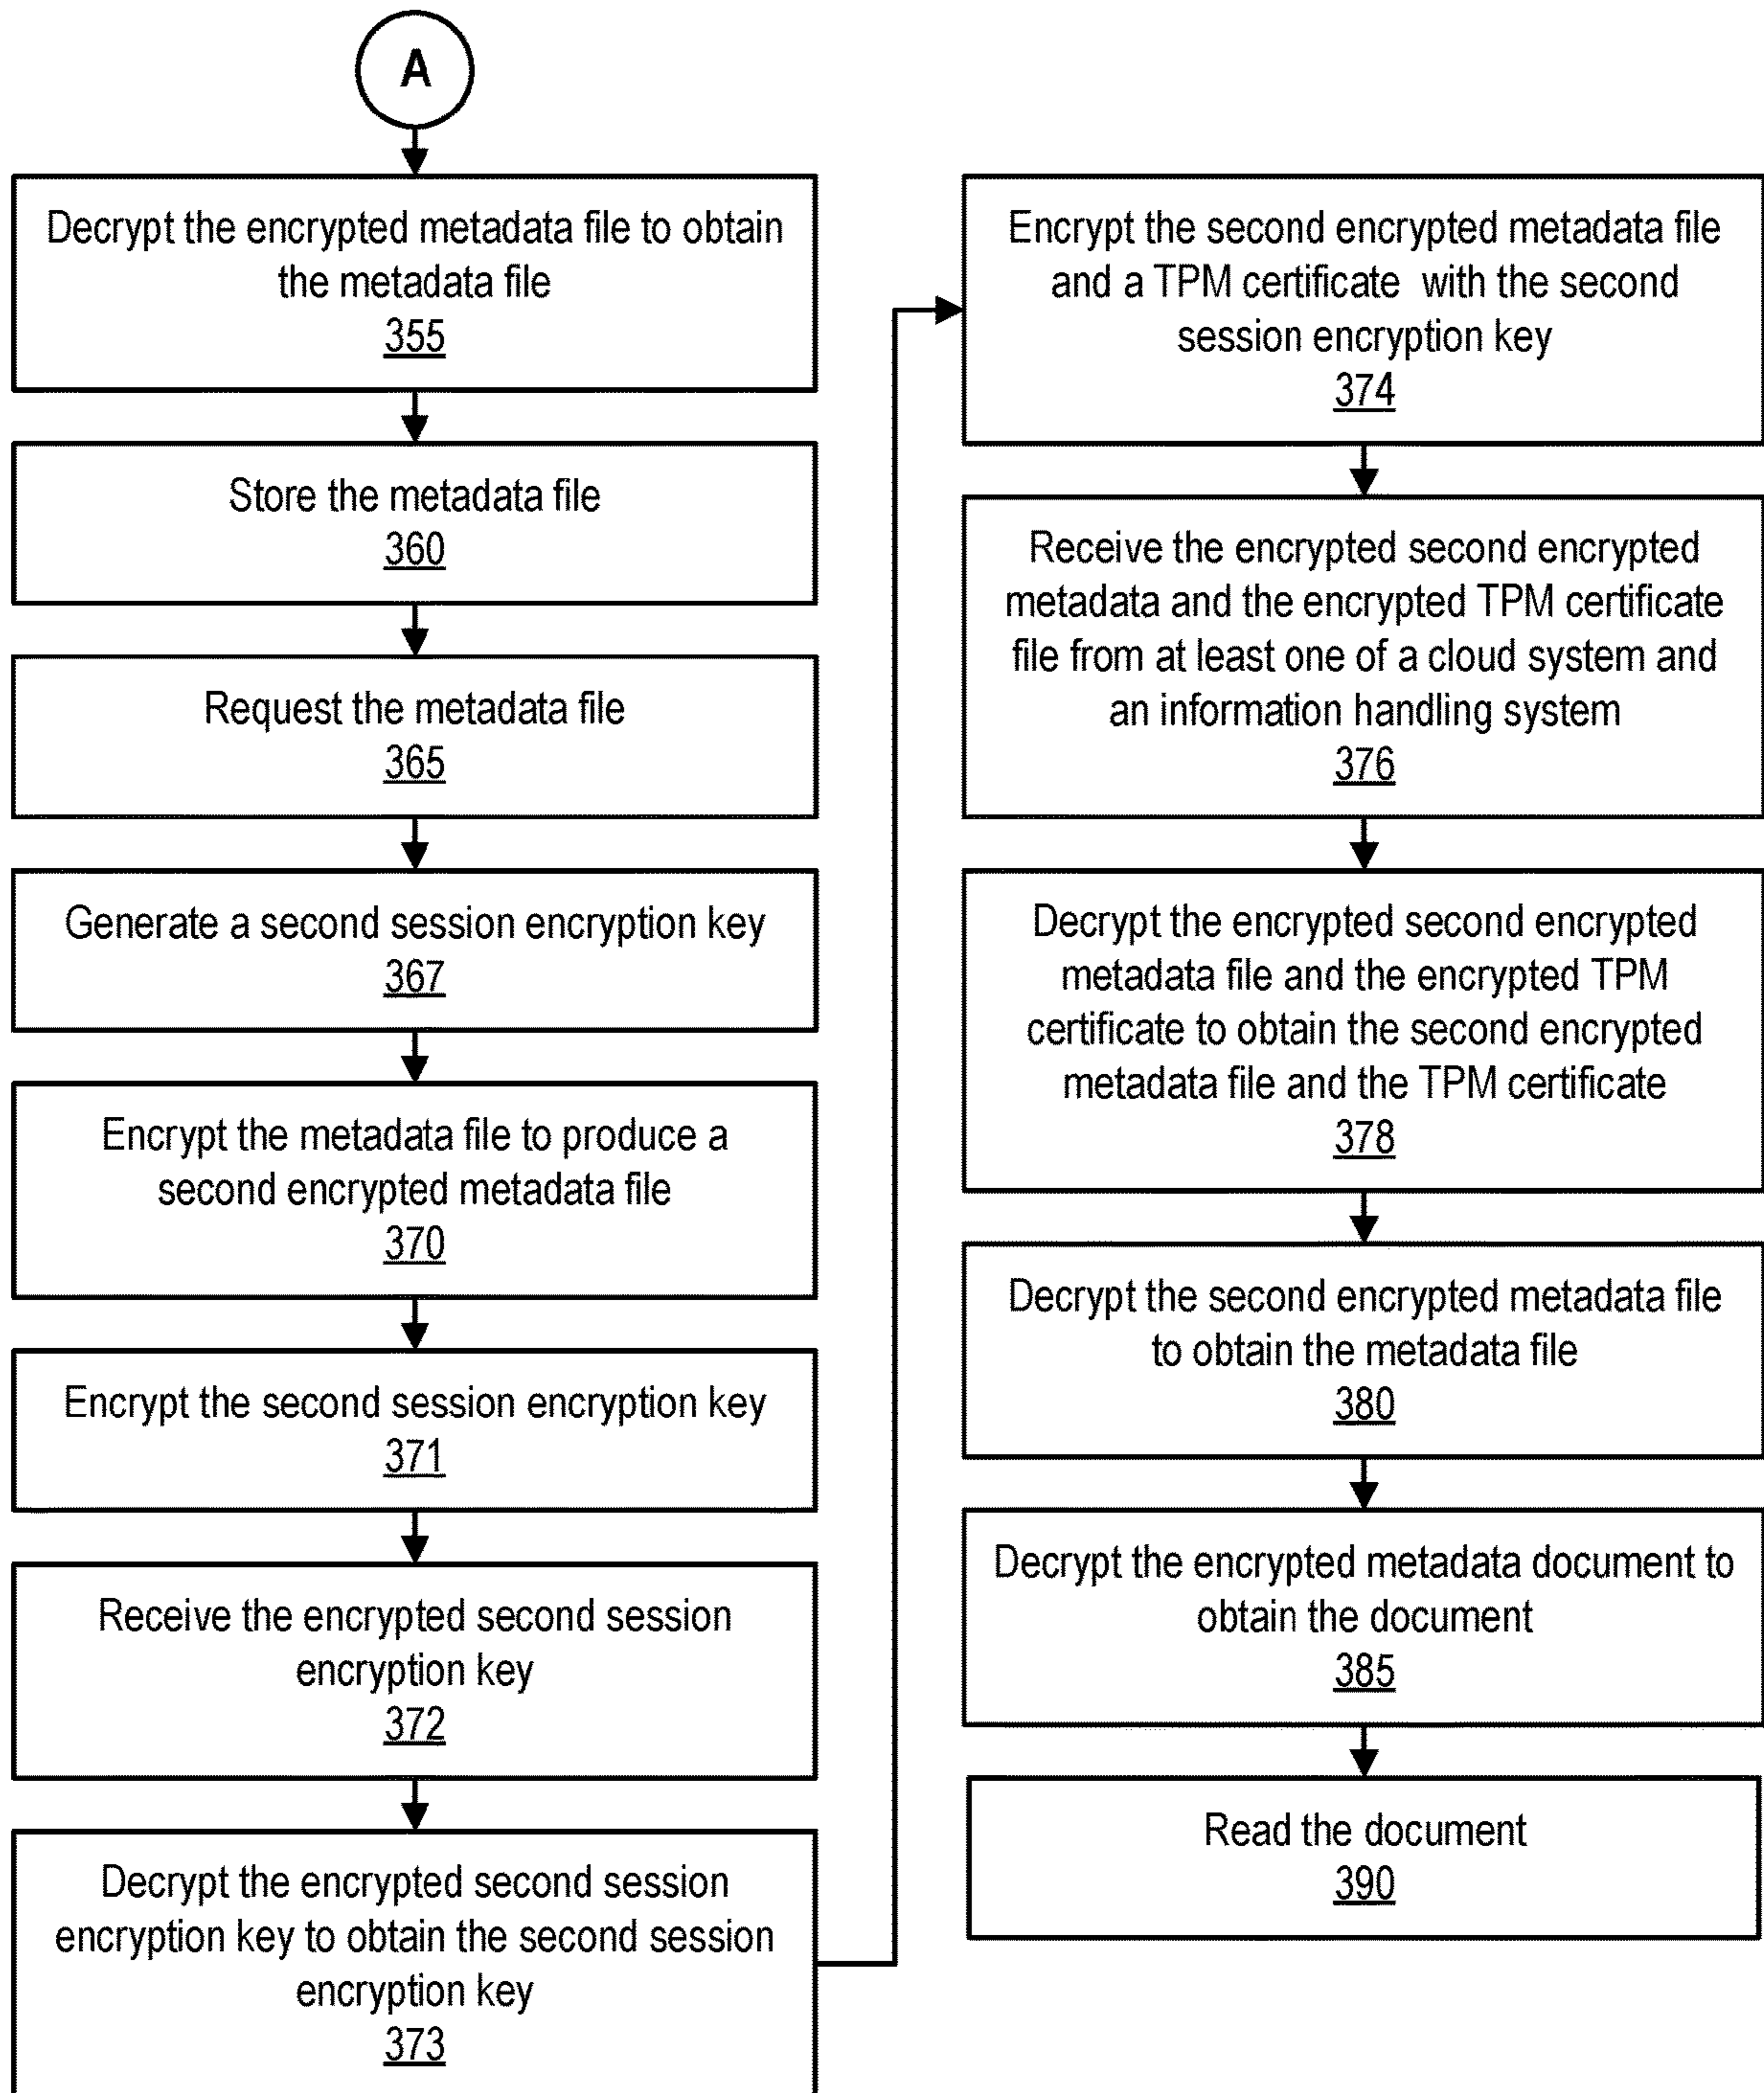 A
Decrypt the encrypted metadata file to obtain
the metadata file
355
Store the metadata file
360
Request the metadata file
365
Generate a second session encryption key
367
Encrypt the metadata file to produce a
second encrypted metadata file
370
Encrypt the second session encryption key
371
Receive the encrypted second session
encryption key
372
Decrypt the encrypted second session
encryption key to obtain the second session
encryption key
373
Encrypt the second encrypted metadata file
and a TPM certificate with the second
session encryption key
374
Receive the encrypted second encrypted
metadata and the encrypted TPM certificate
file from at least one of a cloud system and
an information handling system
376
Decrypt the encrypted second encrypted
metadata file and the encrypted TPM
certificate to obtain the second encrypted
metadata file and the TPM certificate
378
Decrypt the second encrypted metadata file
to obtain the metadata file
380
Decrypt the encrypted metadata document to
obtain the document
385
Read the document
390